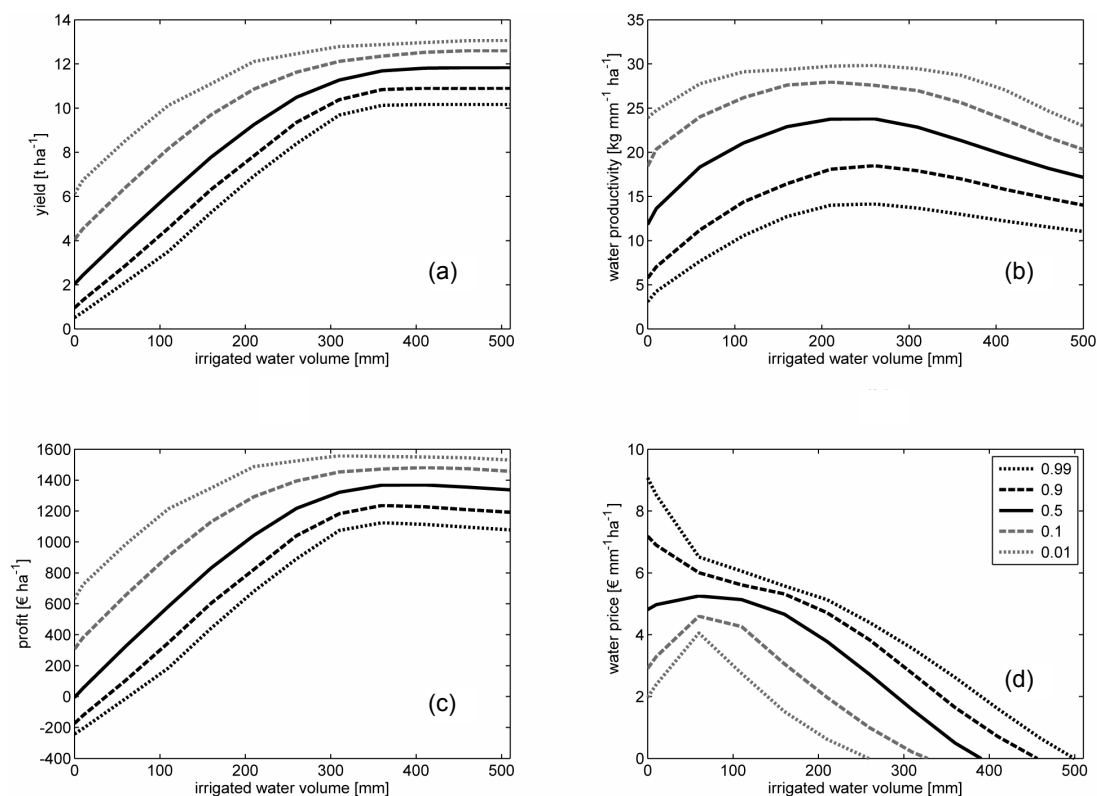 14
12
10
8
6
4
2
0
yield [t ha-1]
0 100 200 300 400 500
irrigated water volume [mm]
(a)
35
30
25
20
15
10
5
0
water productivity [kg mm-1 ha-1]
0 100 200 300 400 500
irrigated water volume [mm]
(b)
1600
1400
1200
1000
800
600
400
200
0
-200
-400
profit [€ ha-1]
0 100 200 300 400 500
irrigated water volume [mm]
(c)
10
8
6
4
2
0
water price [€ mm-1ha-1]
0 100 200 300 400 500
irrigated water volume [mm]
(d)
0.99
0.9
0.5
0.1
0.01